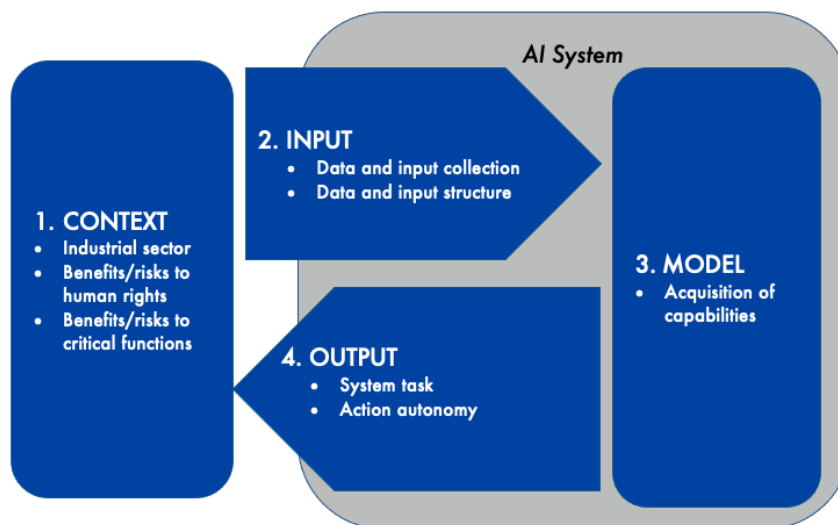 AI System
1. CONTEXT
• Industrial sector
• Benefits/risks to
human rights
• Benefits/risks to
critical functions
2. INPUT
• Data and input collection
• Data and input structure
3. MODEL
• Acquisition of
capabilities
4. OUTPUT
• System task
• Action autonomy